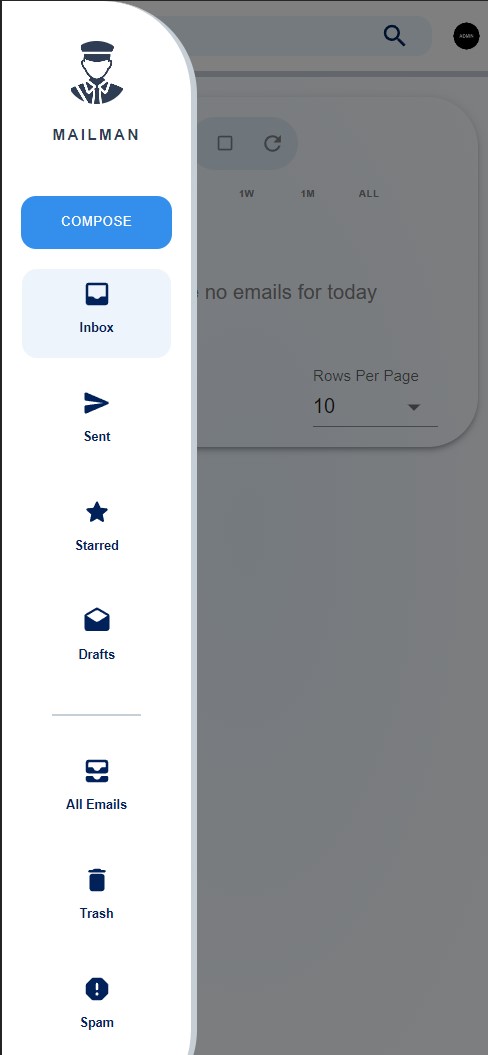 MAILMAN
COMPOSE
Inbox
Sent
Starred
Drafts
All Emails
Trash
Spam
ADMIN
1W 1M ALL
no emails for today
Rows Per Page
10